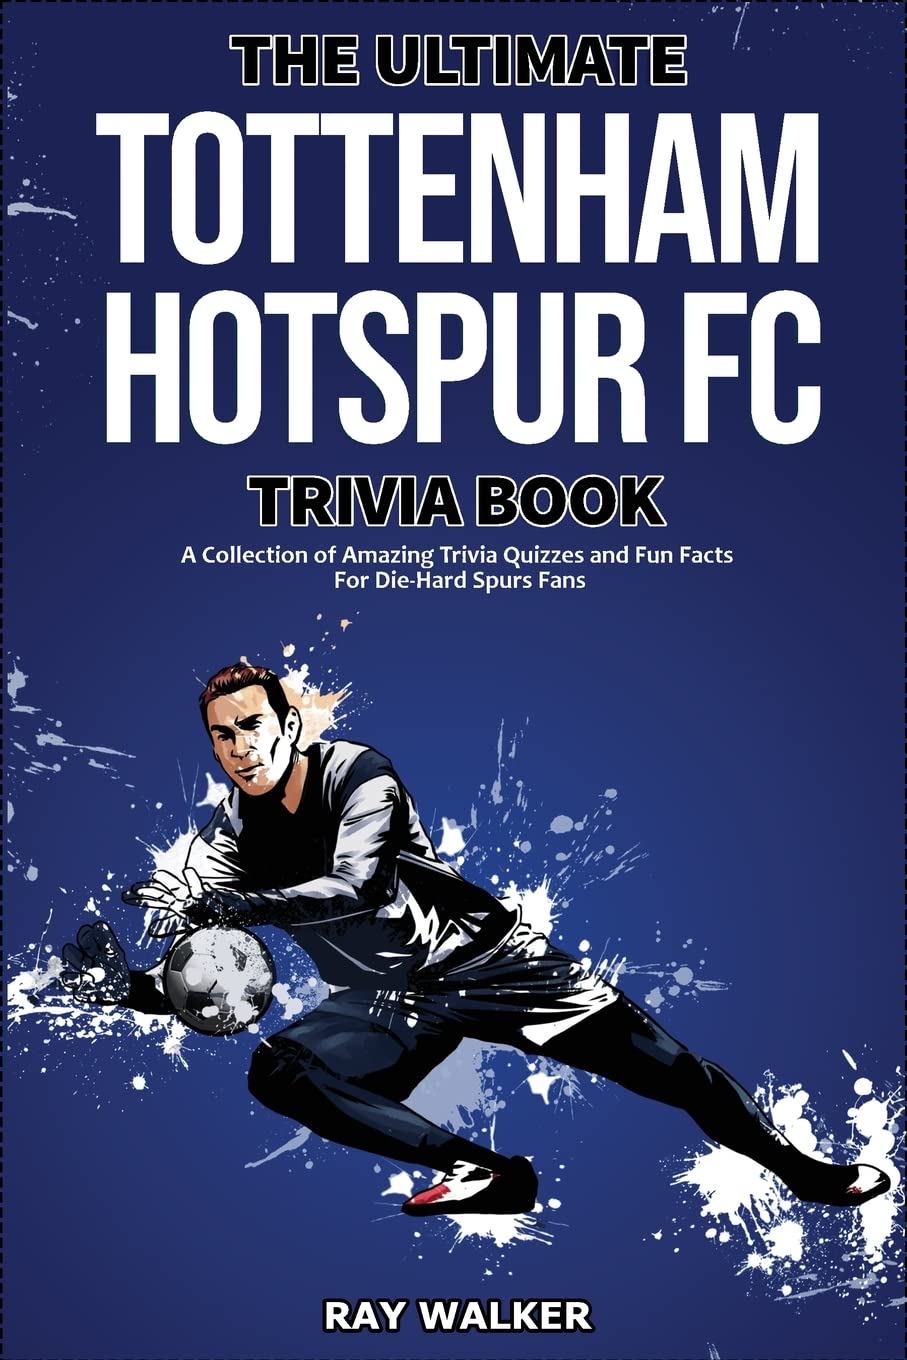 THE ULTIMATE
TOTTENHAM
HOTSPUR FC
TRIVIA BOOK
A Collection of Amazing Trivia Quizzes and Fun Facts
For Die-Hard Spurs Fans
RAY WALKER